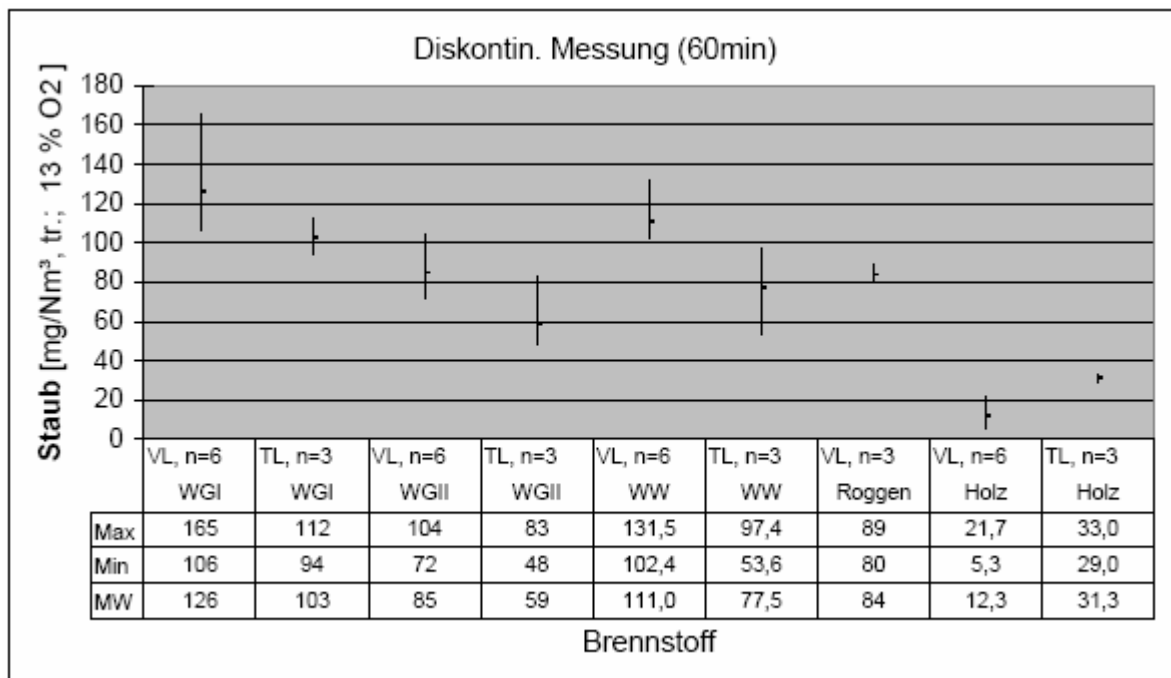 Diskontin. Messung (60min)
Staub [mg/Nm³, tr.; 13 % O2 ]
180
160
140
120
100
80
60
40
20
0
VL, n=6 TL, n=3 VL, n=6 TL, n=3 VL, n=6 TL, n=3 VL, n=3 VL, n=6 TL, n=3
WGI WGI WGII WGII WW WW Roggen Holz Holz
Max 165 112 104 83 131,5 97,4 89 21,7 33,0
Min 106 94 72 48 102,4 53,6 80 5,3 29,0
MW 126 103 85 59 111,0 77,5 84 12,3 31,3
Brennstoff